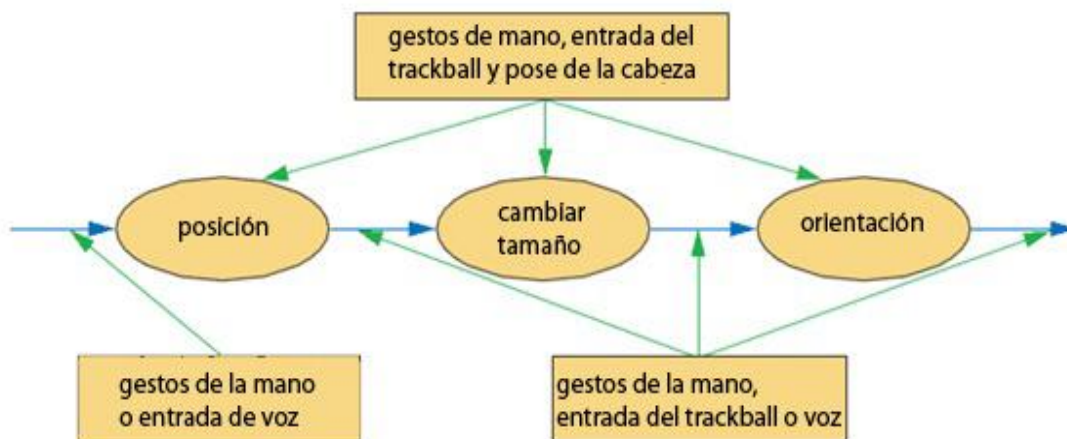 gestos de mano, entrada del
trackball y pose de la cabeza
posición
cambiar
tamaño
orientación
gestos de la mano
o entrada de voz
gestos de la mano,
entrada del trackball o voz